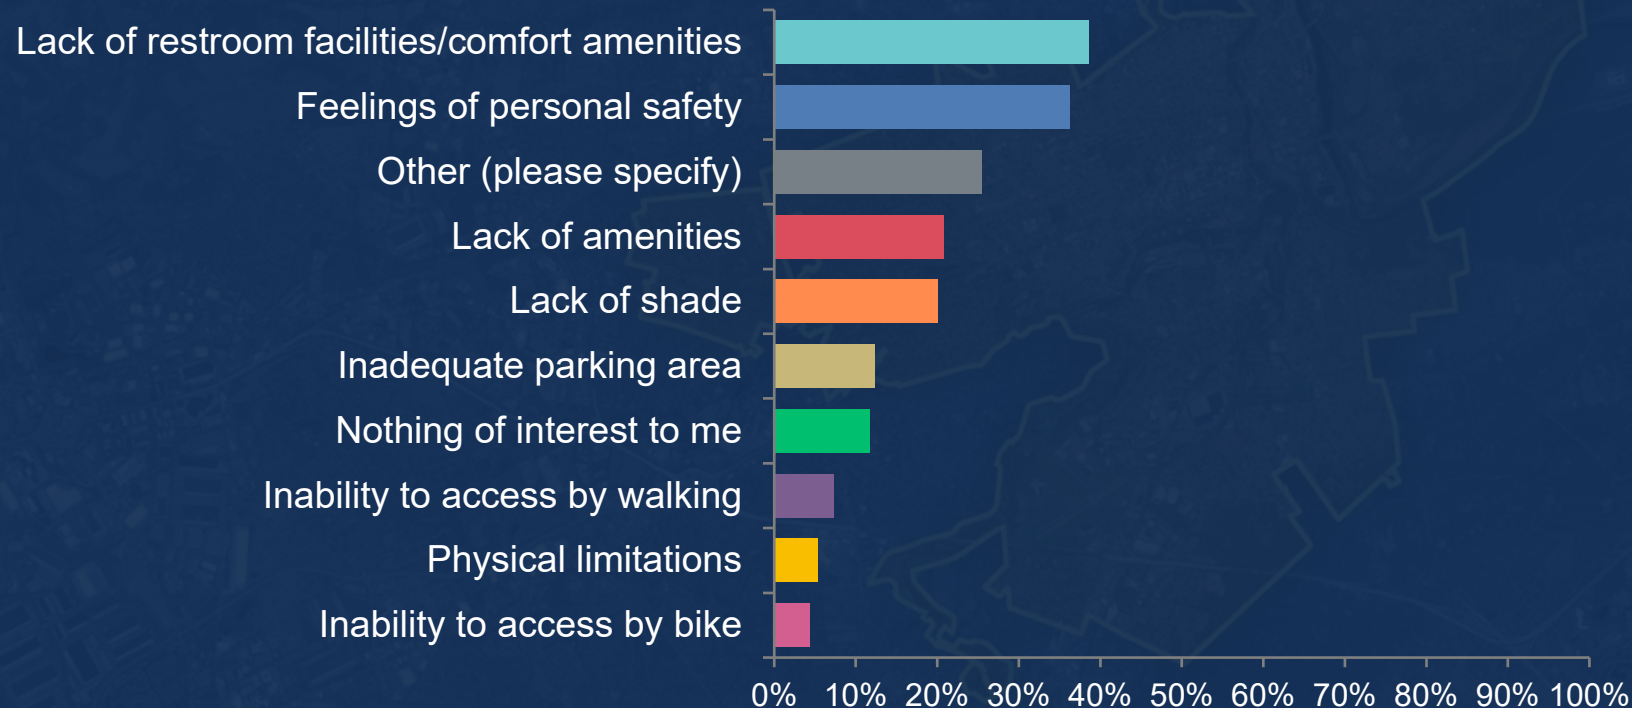 Lack of restroom facilities/comfort amenities
Feelings of personal safety
Other (please specify)
Lack of amenities
Lack of shade
Inadequate parking area
Nothing of interest to me
Inability to access by walking
Physical limitations
Inability to access by bike
0% 10% 20% 30% 40% 50% 60% 70% 80% 90% 100%